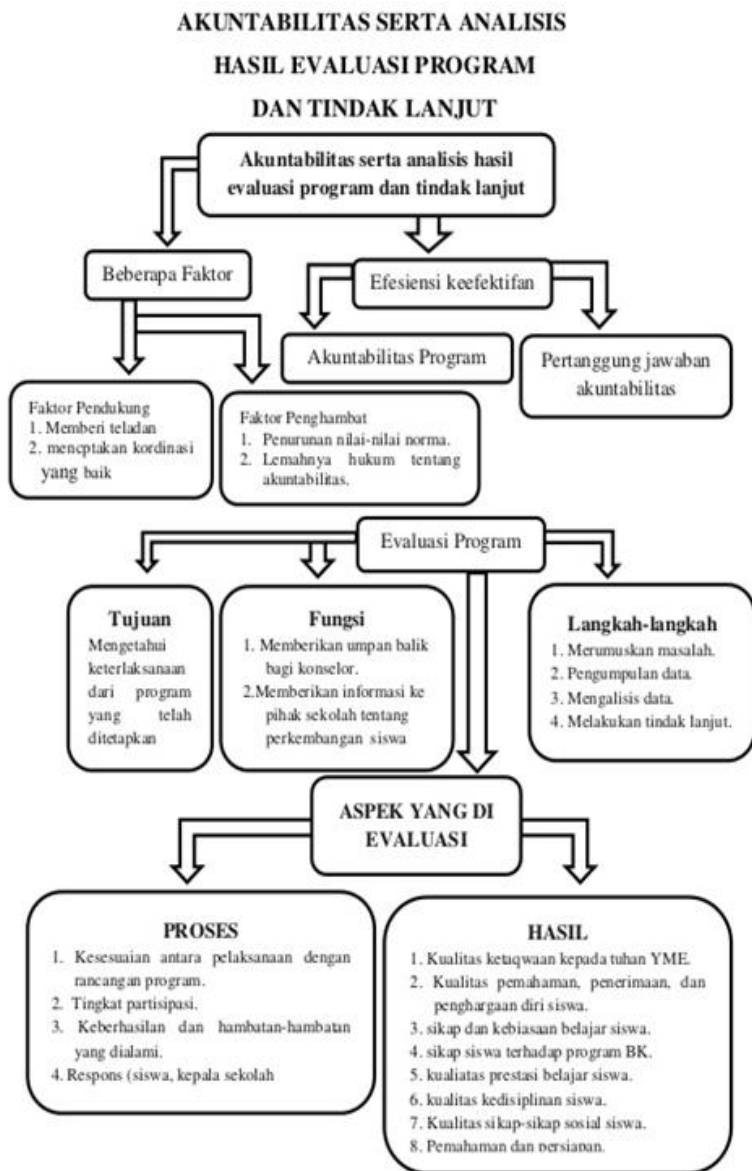 AKUNTABILITAS SERTA ANALISIS
HASIL EVALUASI PROGRAM
DAN TINDAK LANJUT
Akuntabilitas serta analisis hasil
evaluasi program dan tindak lanjut
Beberapa Faktor
Efesiensi keefektifan
Akuntabilitas Program
Pertanggung jawaban
akuntabilitas
Faktor Pendukung
1. Memberi teladan
2. mencptakan kordinasi
yang baik
Faktor Penghambat
1. Penurunan nilai-nilai norma.
2. Lemahnya hukum tentang
akuntabilitas.
Evaluasi Program
Tujuan
Mengetahui
keterlaksanaan
dari program
yang telah
ditetapkan
Fungsi
1. Memberikan umpan balik
bagi konselor.
2.Memberikan informasi ke
pihak sekolah tentang
perkembangan siswa
Langkah-langkah
1. Merumuskan masalah.
2. Pengumpulan data.
3. Mengalisis data.
4. Melakukan tindak lanjut.
ASPEK YANG DI
EVALUASI
PROSES
1. Kesesuaian antara pelaksanaan dengan
rancangan program.
2. Tingkat partisipasi.
3. Keberhasilan dan hambatan-hambatan
yang dialami.
4. Respons (siswa, kepala sekolah
HASIL
1. Kualitas ketaqwaan kepada tuhan YME.
2. Kualitas pemahaman, penerimaan, dan
penghargaan diri siswa.
3. sikap dan kebiasaan belajar siswa.
4. sikap siswa terhadap program BK.
5. kualiatas prestasi belajar siswa.
6. kualitas kedisiplinan siswa.
7. Kualitas sikap-sikap sosial siswa.
8. Pemahaman dan persiapan.